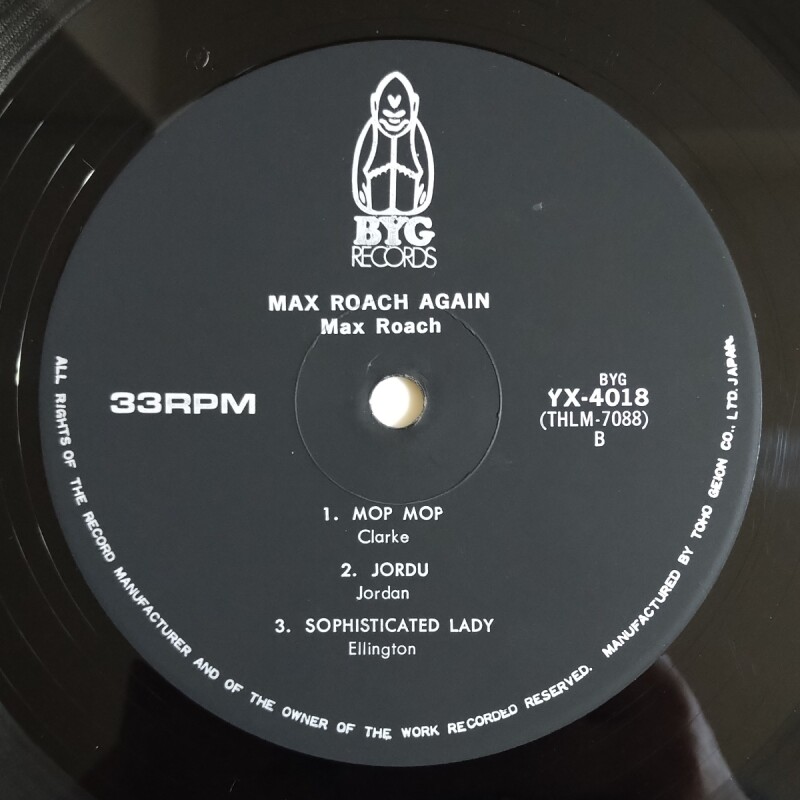 BYG
RECORDS
MAX ROACH AGAIN
Max Roach
33RPM
BYG
YX-4018
(THLM-7088)
B
1. MOP MOP
Clarke
2. JORDU
Jordan
3. SOPHISTICATED LADY
Ellington
ALL RIGHTS OF THE RECORD MANUFACTURER AND OF THE OWNER OF THE WORK RECORDED RESERVED. MANUFACTURED BY TOHO GEION CO., LTD. JAPAN.